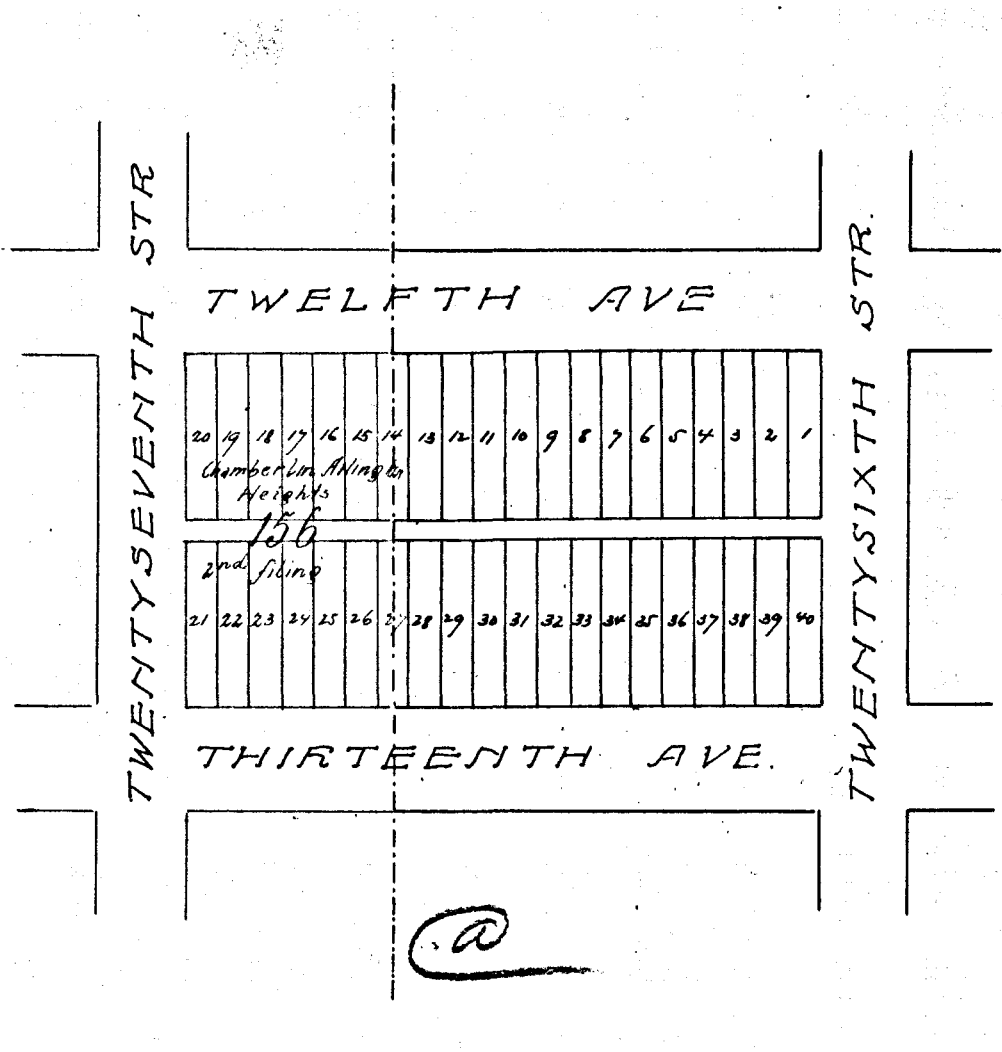 TWENTYSEVENTH STR
TWELFTH AVE
TWENTYSIXTH STR.
20 19 18 17 16 15 14 13 12 11 10 9 8 7 6 5 4 3 2 1
Chamberlin Arlington
Heights
156
2nd filing
21 22 23 24 25 26 27 28 29 30 31 32 33 34 35 36 37 38 39 40
THIRTEENTH AVE.
a